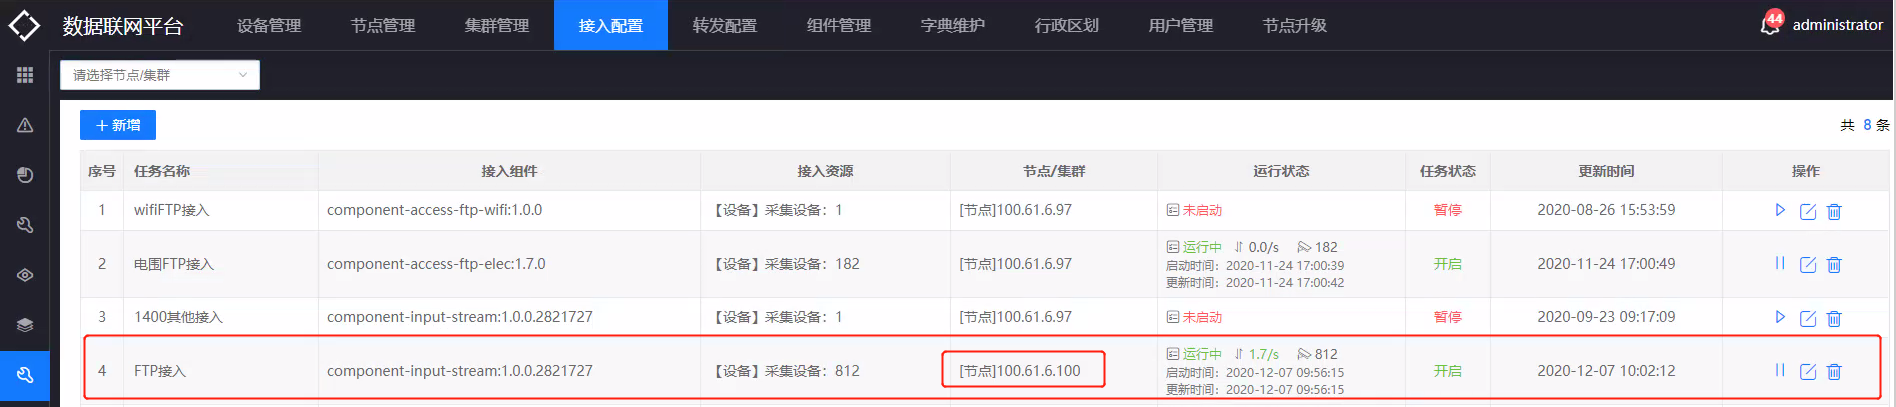 数据联网平台 设备管理 节点管理 集群管理 接入配置 转发配置 组件管理 字典维护 行政区划 用户管理 节点升级 44 administrator
请选择节点/集群
+ 新增 共 8 条
序号 任务名称 接入组件 接入资源 节点/集群 运行状态 任务状态 更新时间 操作
1 wifiFTP接入 component-access-ftp-wifi:1.0.0 【设备】采集设备：1 [节点]100.61.6.97 未启动 暂停 2020-08-26 15:53:59
2 电围FTP接入 component-access-ftp-elec:1.7.0 【设备】采集设备：182 [节点]100.61.6.97 运行中 0.0/s 182 开启 2020-11-24 17:00:49
启动时间：2020-11-24 17:00:39
更新时间：2020-11-24 17:00:42
3 1400其他接入 component-input-stream:1.0.0.2821727 【设备】采集设备：1 [节点]100.61.6.97 未启动 暂停 2020-09-23 09:17:09
4 FTP接入 component-input-stream:1.0.0.2821727 【设备】采集设备：812 [节点]100.61.6.100 运行中 1.7/s 812 开启 2020-12-07 10:02:12
启动时间：2020-12-07 09:56:15
更新时间：2020-12-07 09:56:15